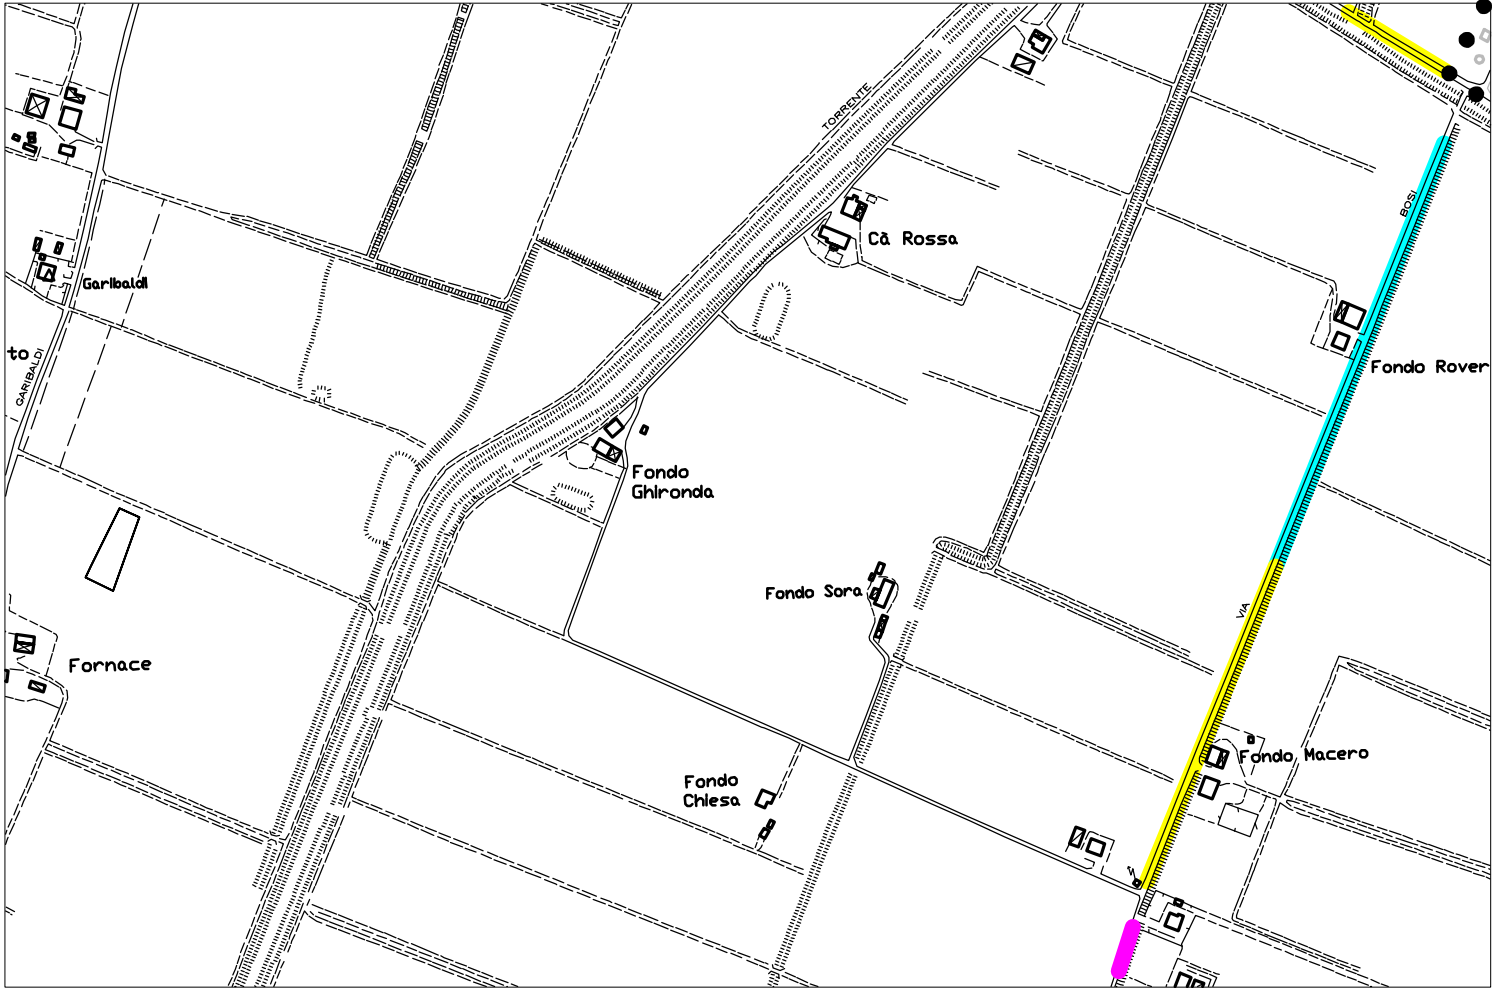 TORRENTE
BOSI
Cà Rossa
Garibaldi
to
GARIBALDI
Fondo Rover
Fondo
Ghironda
Fondo Sora
VIA
Fornace
Fondo Macero
Fondo
Chiesa